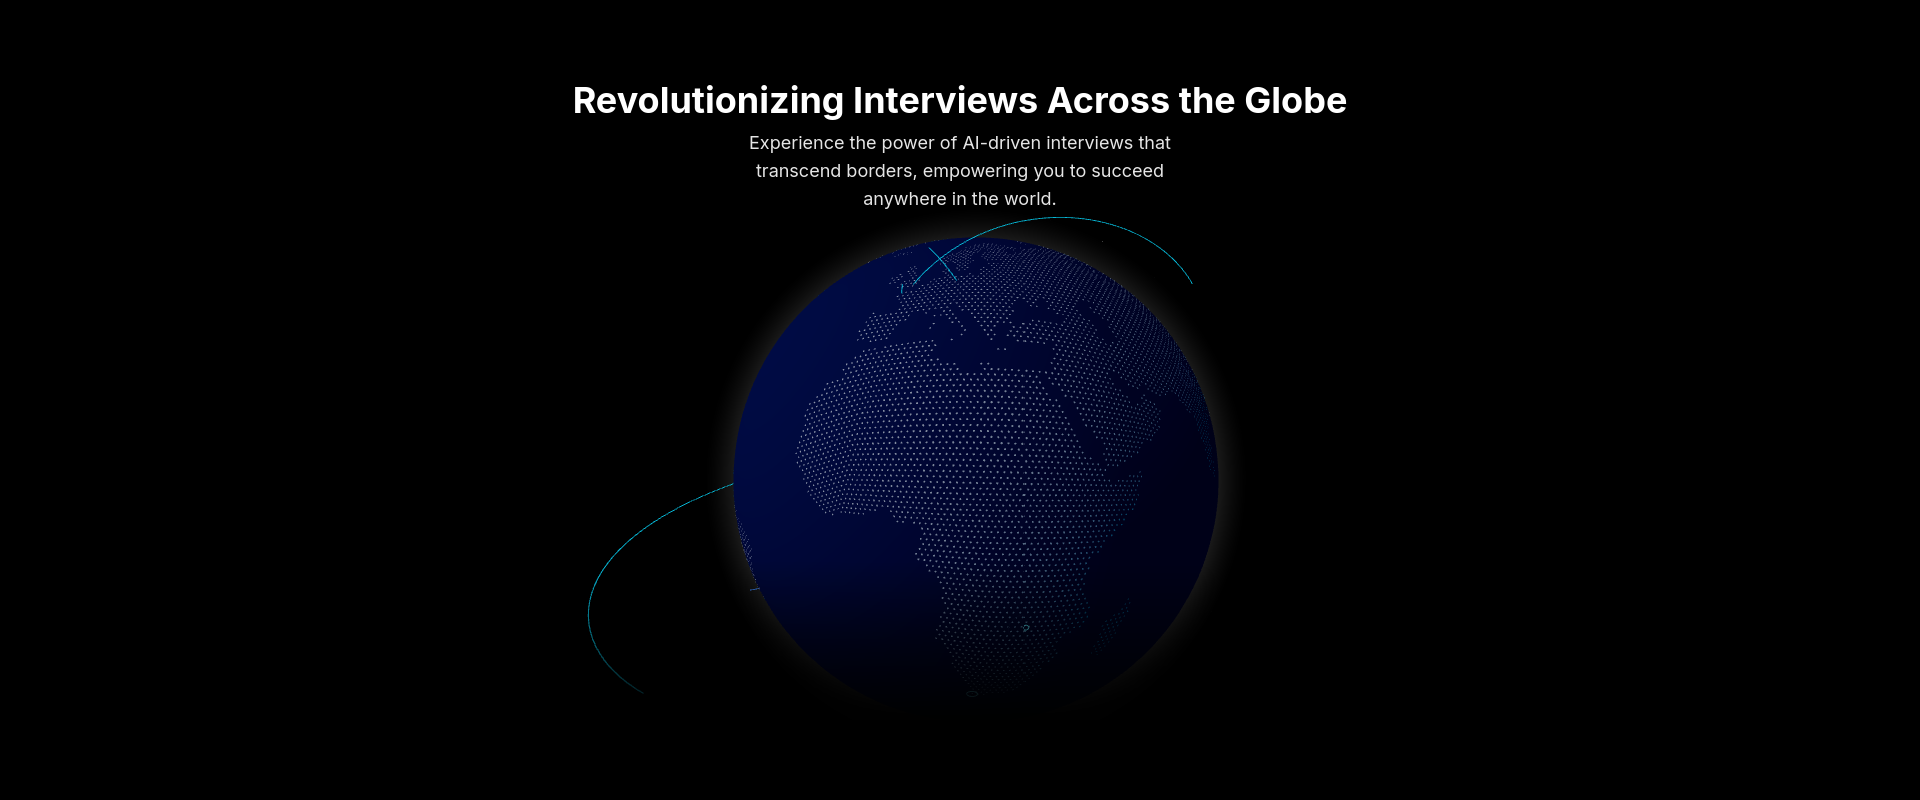 Revolutionizing Interviews Across the Globe
Experience the power of AI-driven interviews that
transcend borders, empowering you to succeed
anywhere in the world.